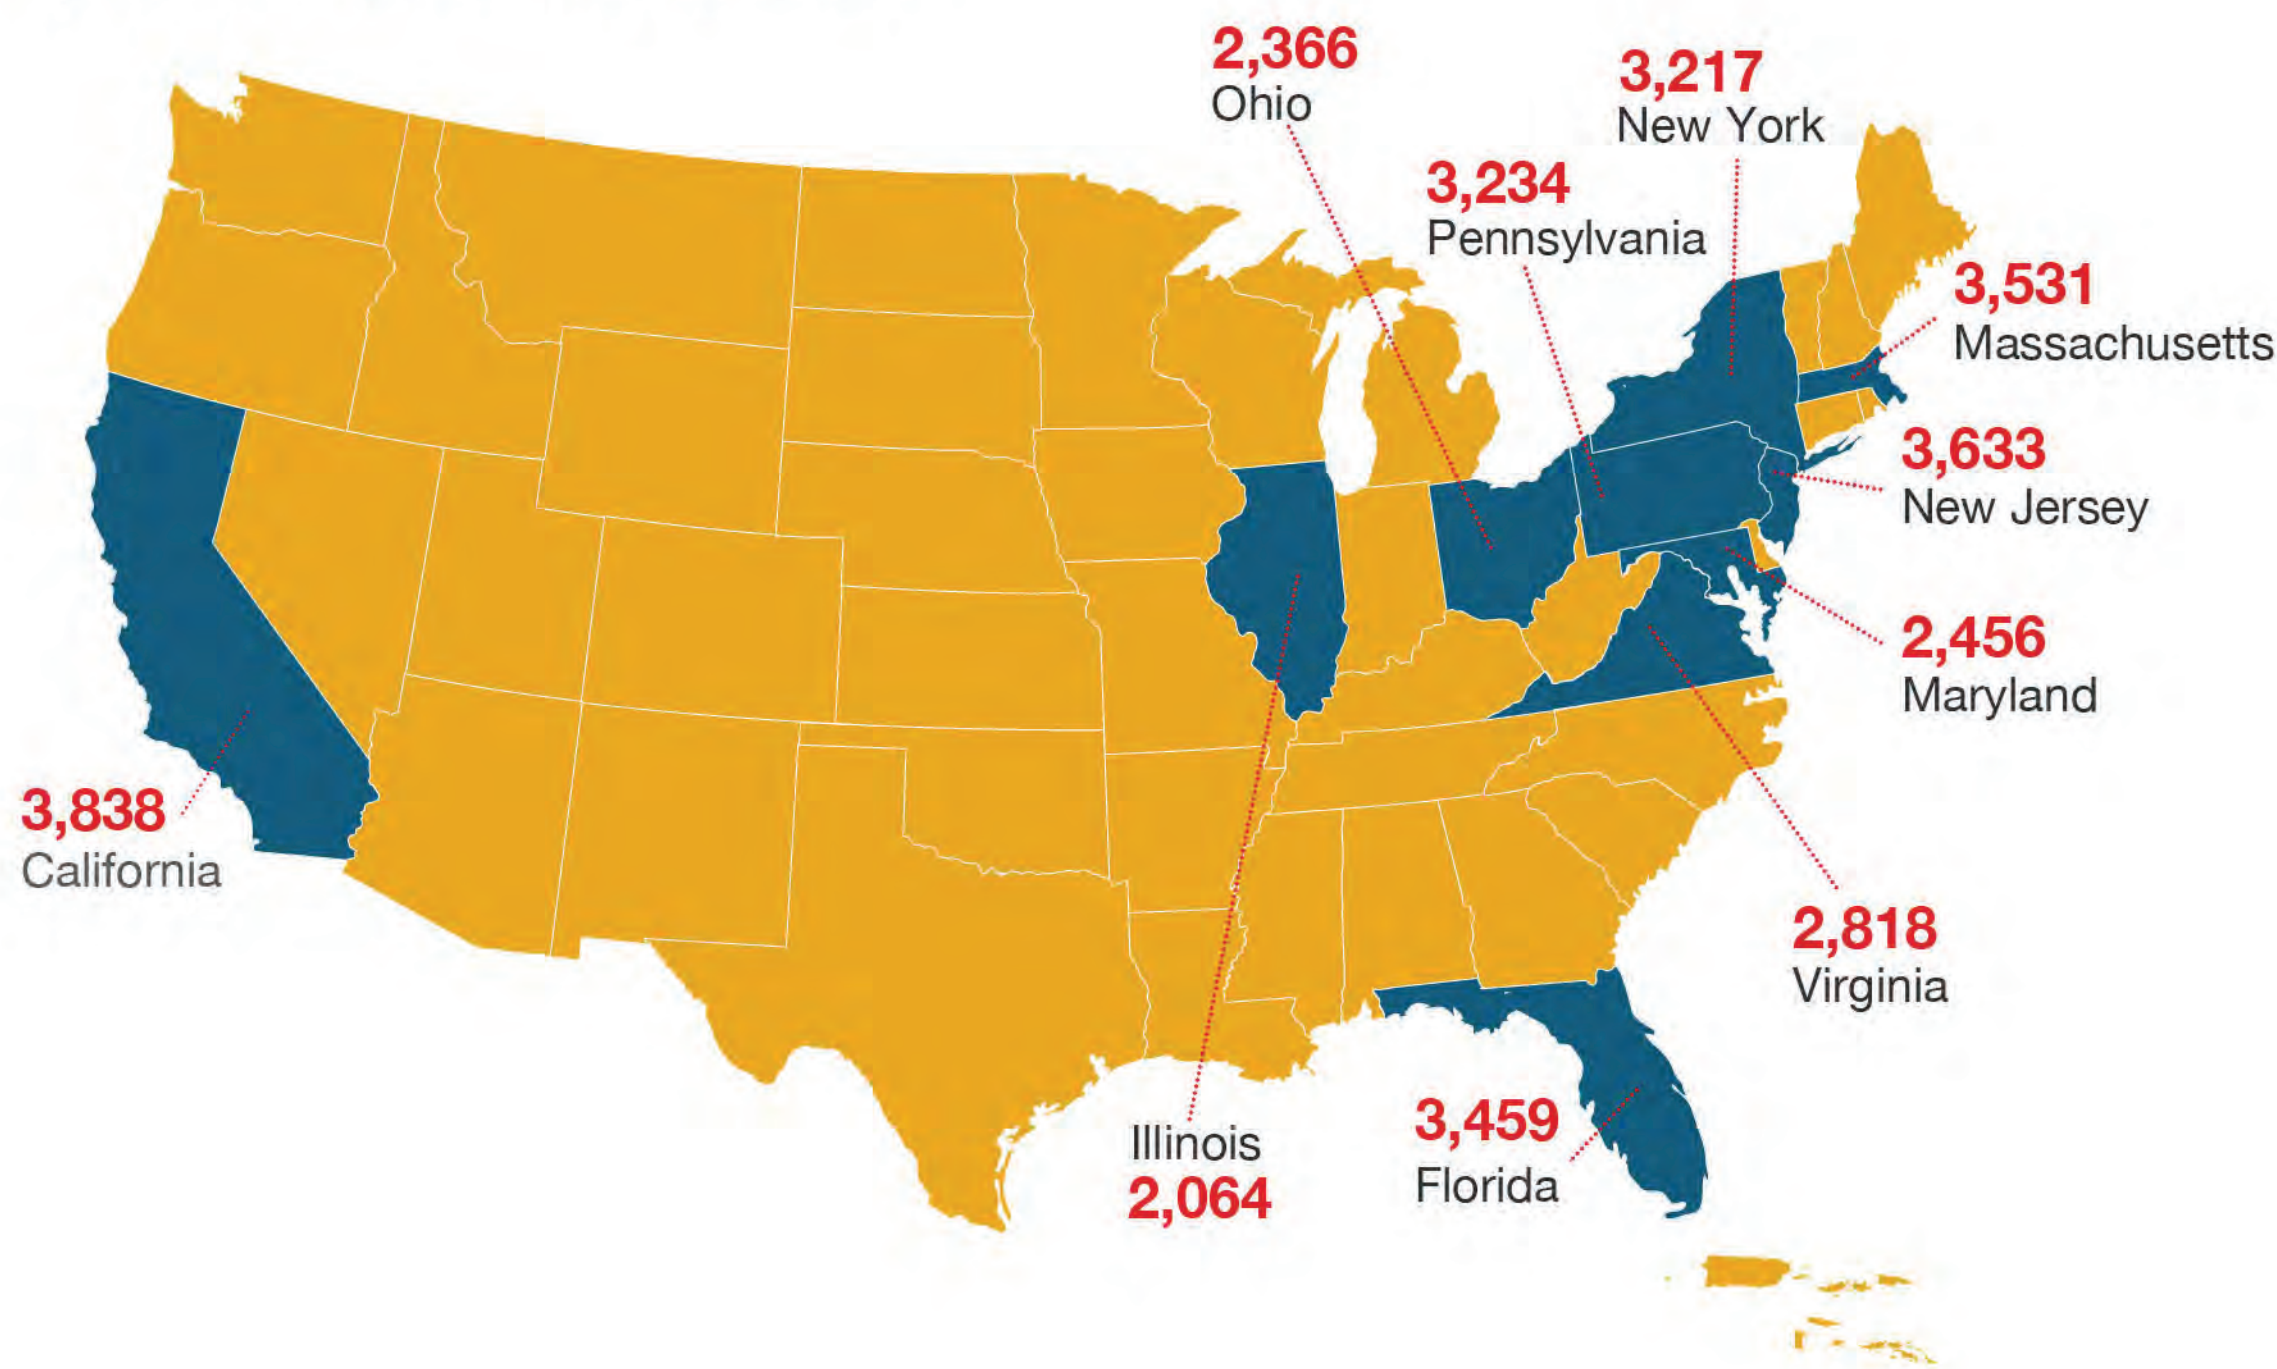 2,366
Ohio
3,217
New York
3,234
Pennsylvania
3,531
Massachusetts
3,633
New Jersey
2,456
Maryland
3,838
California
2,818
Virginia
Illinois
2,064
3,459
Florida